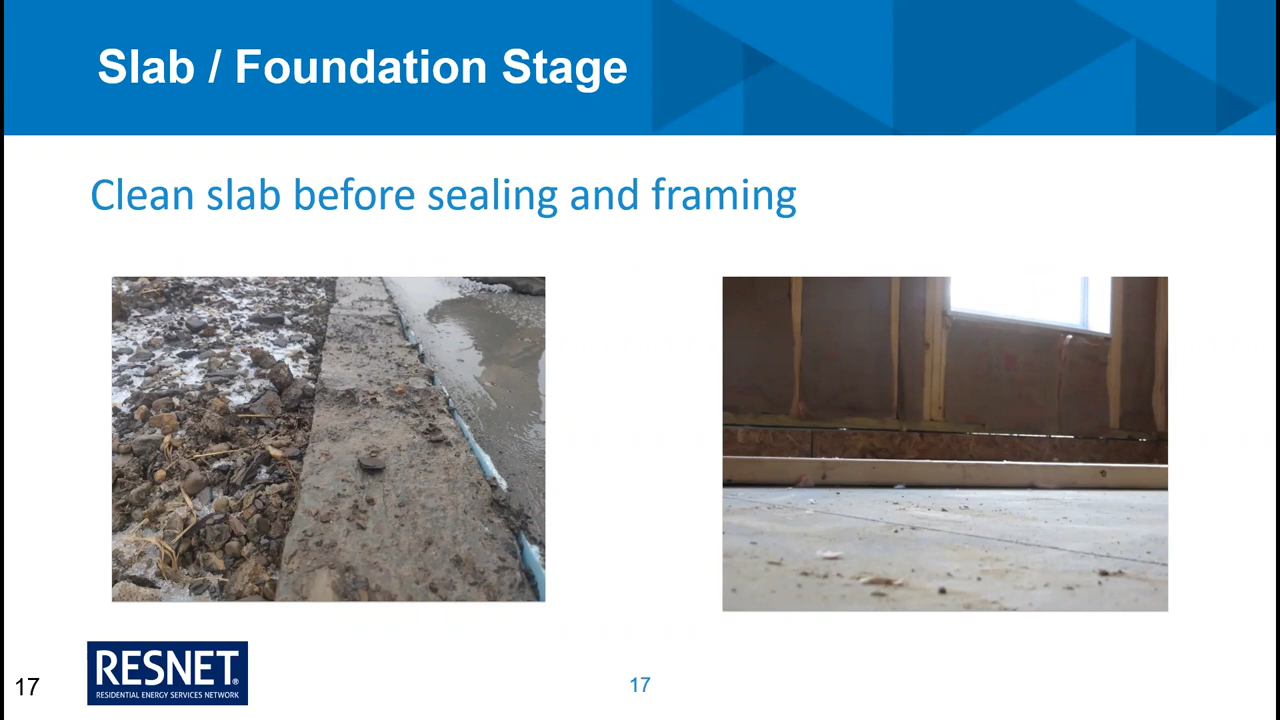 Slab / Foundation Stage
Clean slab before sealing and framing
RESNET®
RESIDENTIAL ENERGY SERVICES NETWORK
17
17